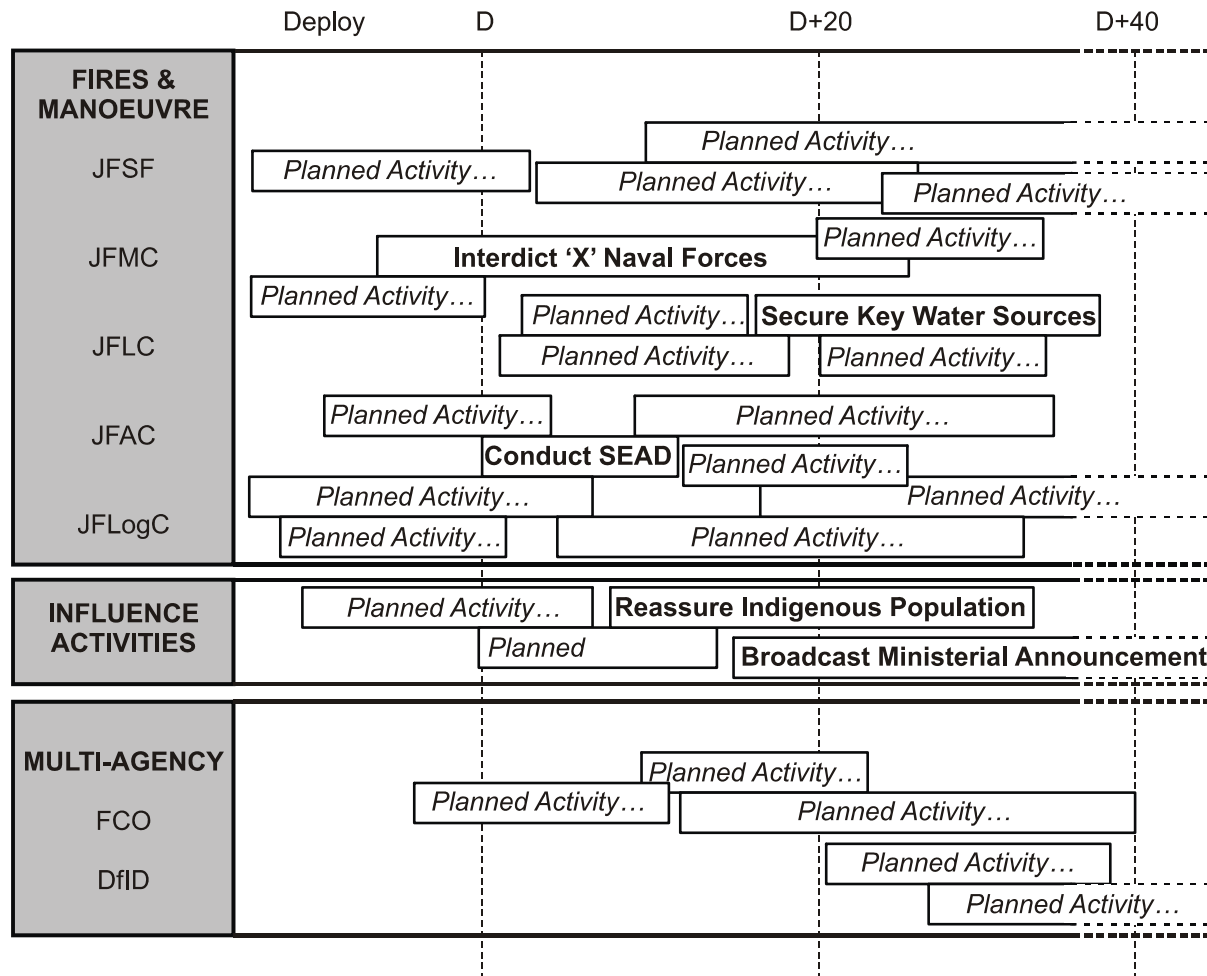 Deploy D D+20 D+40
FIRES &
MANOEUVRE
Planned Activity…
JFSF Planned Activity… Planned Activity… Planned Activity…
Planned Activity…
JFMC Interdict ‘X’ Naval Forces
Planned Activity…
Planned Activity… Secure Key Water Sources
JFLC Planned Activity… Planned Activity…
Planned Activity… Planned Activity…
JFAC
Conduct SEAD Planned Activity…
Planned Activity… Planned Activity…
JFLogC Planned Activity… Planned Activity…
INFLUENCE
ACTIVITIES
Planned Activity… Reassure Indigenous Population
Planned Broadcast Ministerial Announcement
MULTI-AGENCY
Planned Activity…
FCO Planned Activity… Planned Activity…
DfID Planned Activity…
Planned Activity…